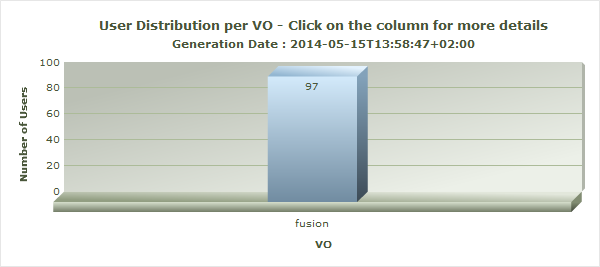 User Distribution per VO - Click on the column for more details
Generation Date : 2014-05-15T13:58:47+02:00
Number of Users
100
80
60
40
20
0
97
fusion
VO